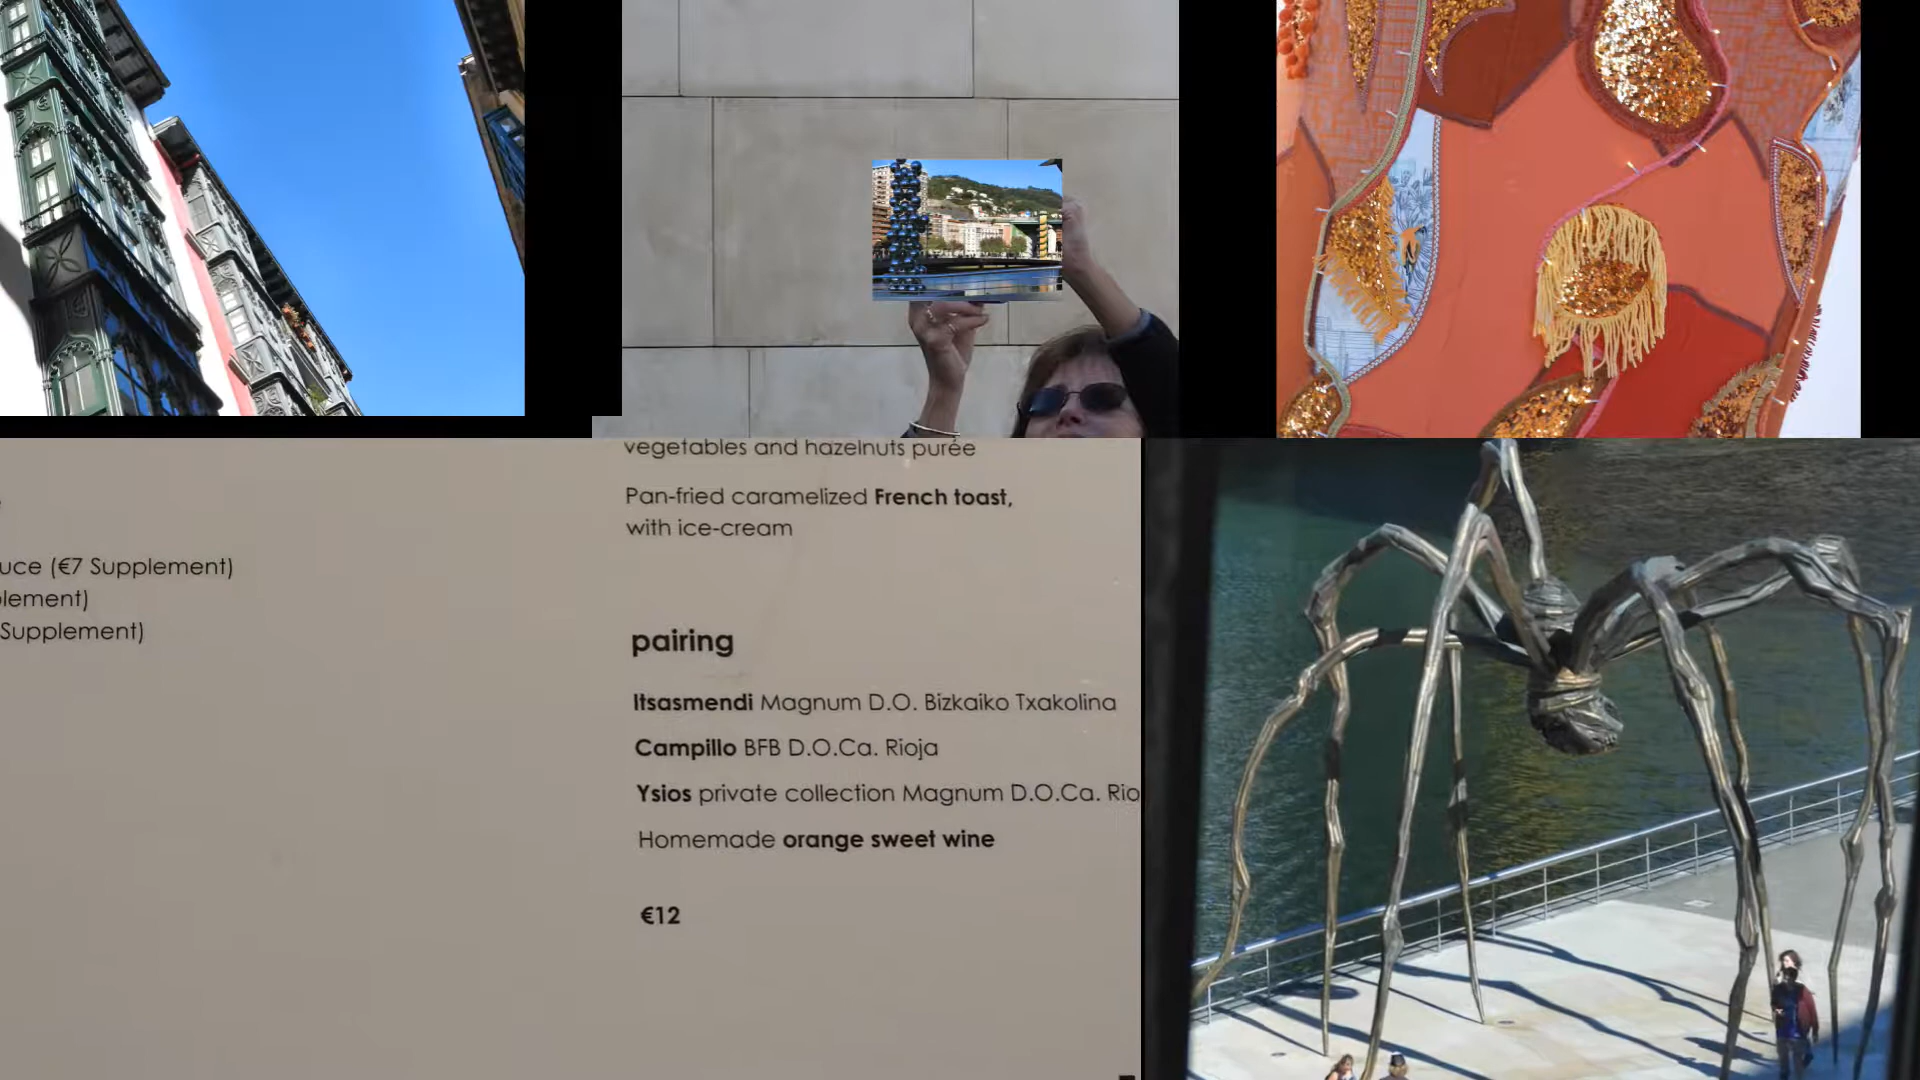 uce (€7 Supplement)
lement)
Supplement)
vegetables and hazelnuts purée
Pan-fried caramelized French toast,
with ice-cream
pairing
Itsasmendi Magnum D.O. Bizkaiko Txakolina
Campillo BFB D.O.Ca. Rioja
Ysios private collection Magnum D.O.Ca. Rio
Homemade orange sweet wine
€12